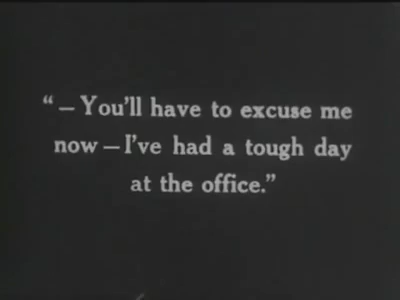 “—You’ll have to excuse me
now—I’ve had a tough day
at the office.”